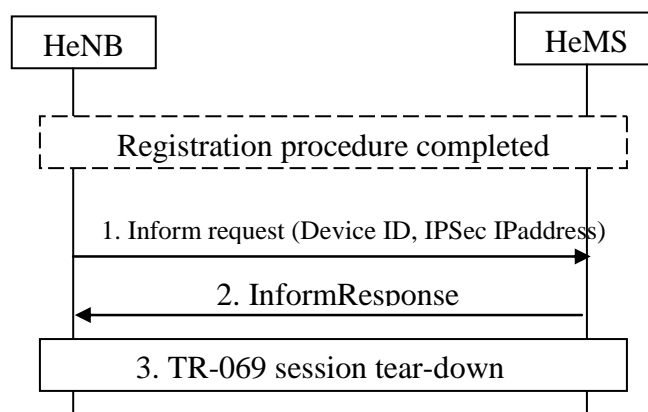 HeNB
HeMS
Registration procedure completed
1. Inform request (Device ID, IPSec IPaddress)
2. InformResponse
3. TR-069 session tear-down